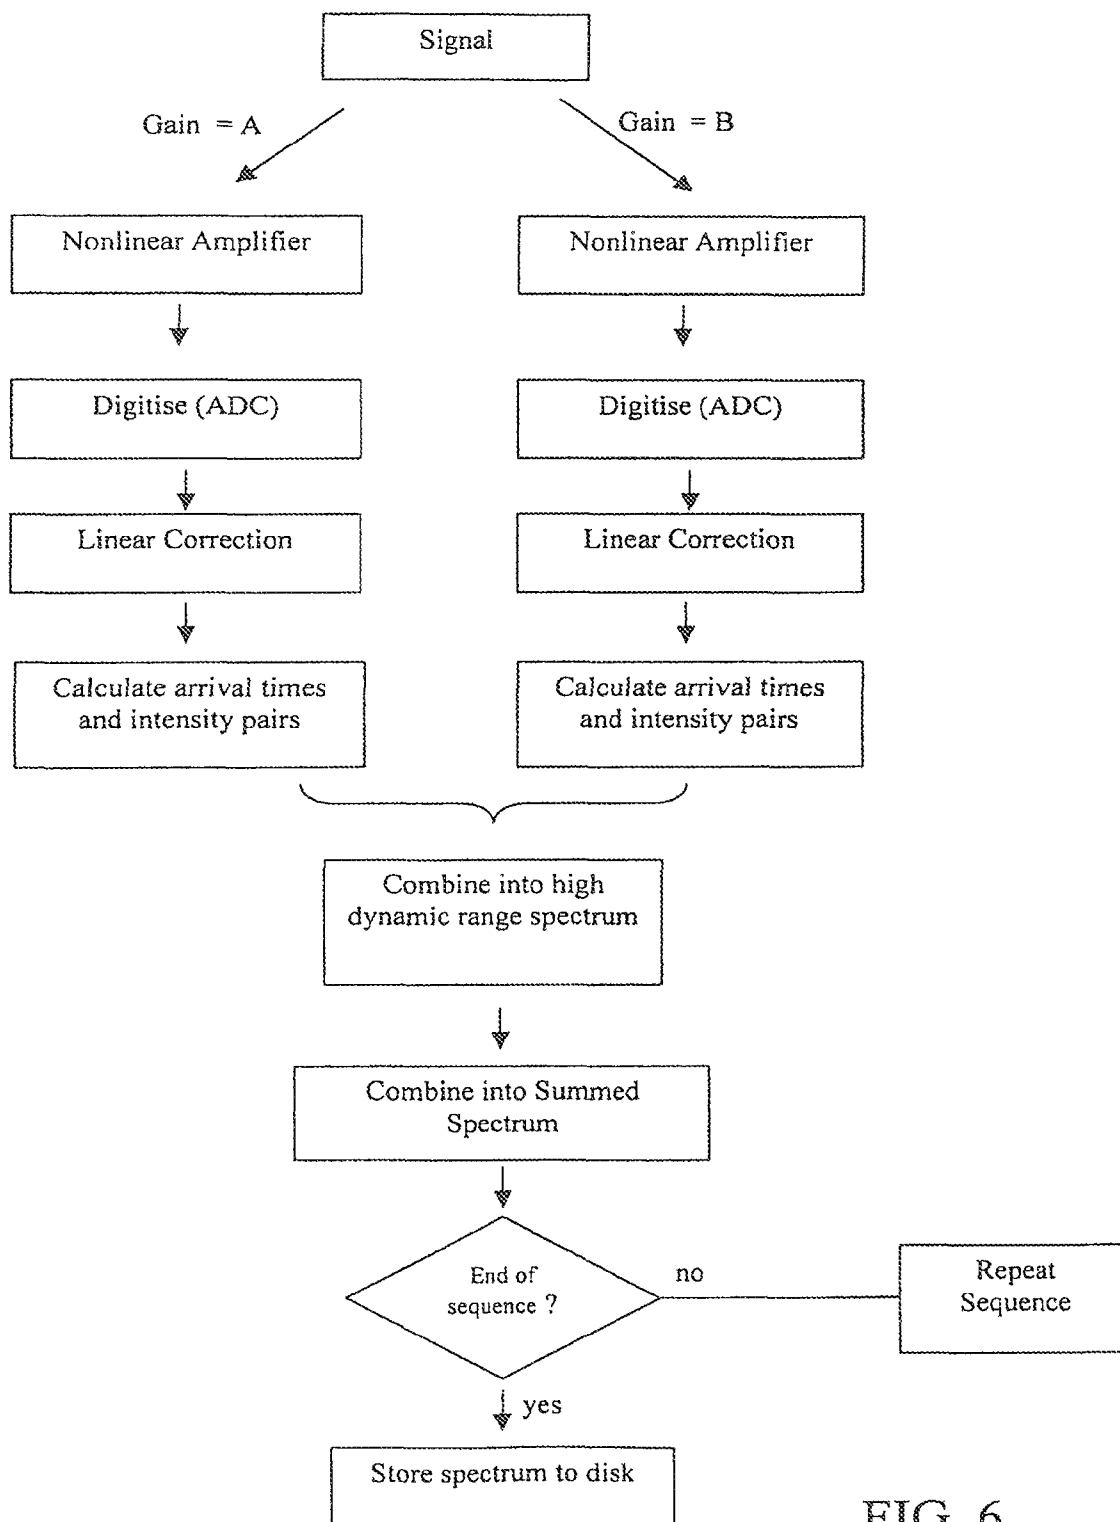 Signal
Gain = A
Gain = B
Nonlinear Amplifier
Nonlinear Amplifier
Digitise (ADC)
Digitise (ADC)
Linear Correction
Linear Correction
Calculate arrival times
and intensity pairs
Calculate arrival times
and intensity pairs
Combine into high
dynamic range spectrum
Combine into Summed
Spectrum
End of
sequence ?
no
Repeat
Sequence
yes
Store spectrum to disk
FIG. 6